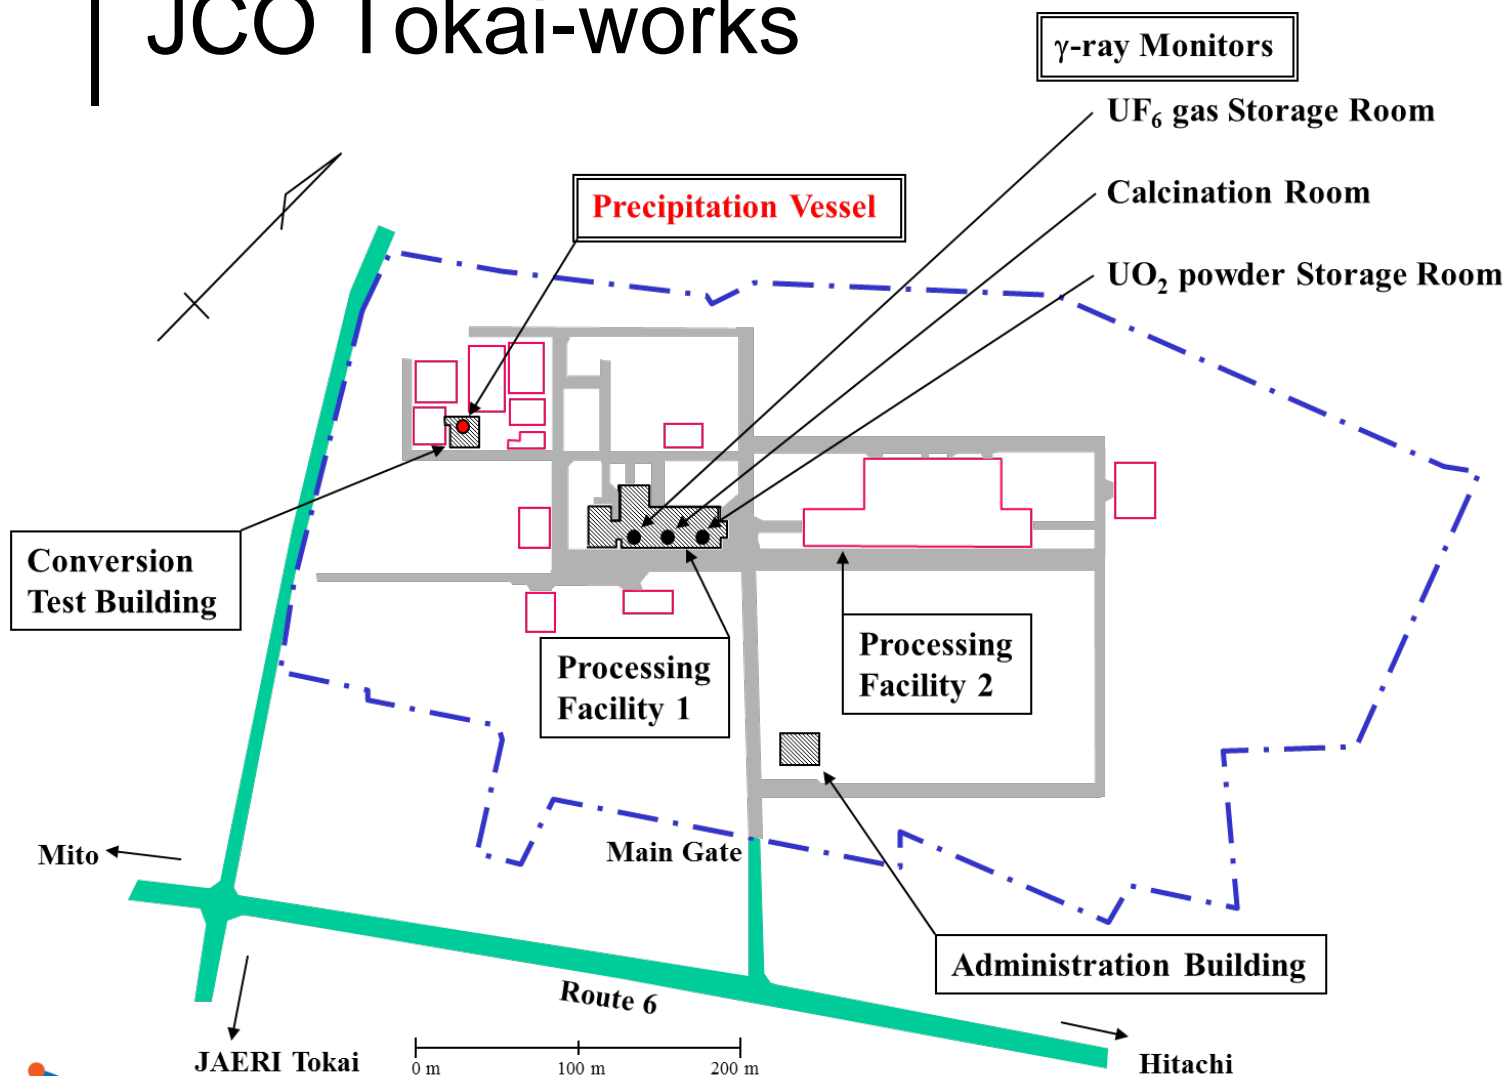 JCO Tokai-works
γ-ray Monitors
UF₆ gas Storage Room
Calcination Room
UO₂ powder Storage Room
Precipitation Vessel
Conversion
Test Building
Processing
Facility 1
Processing
Facility 2
Main Gate
Mito
Administration Building
Route 6
JAERI Tokai
0 m
100 m
200 m
Hitachi